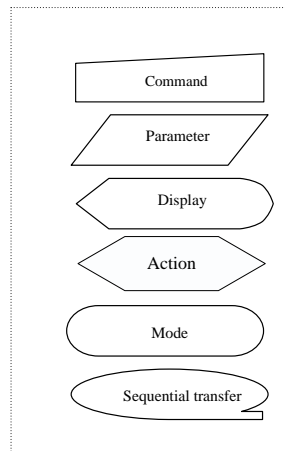 Command
Parameter
Display
Action
Mode
Sequential transfer